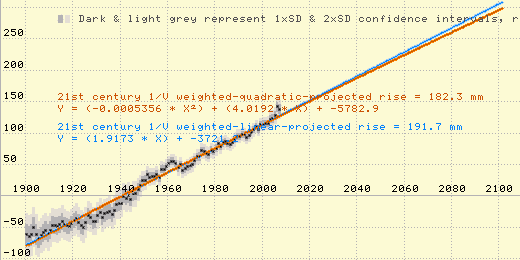 Dark & light grey represent 1xSD & 2xSD confidence intervals, r
250
200
150
21st century 1/V weighted-quadratic-projected rise = 182.3 mm
Y = (-0.0005356 * X²) + (4.0192 * X) + -5782.9
100
21st century 1/V weighted-linear-projected rise = 191.7 mm
Y = (1.9173 * X) + -3721
50
1900 1920 1940 1960 1980 2000 2020 2040 2060 2080 2100
-50
-100